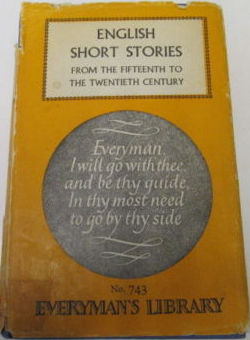 ENGLISH
SHORT STORIES
FROM THE FIFTEENTH TO
THE TWENTIETH CENTURY
Everyman,
I will go with thee,
and be thy guide,
In thy most need
to go by thy side
No. 743
EVERYMAN'S LIBRARY